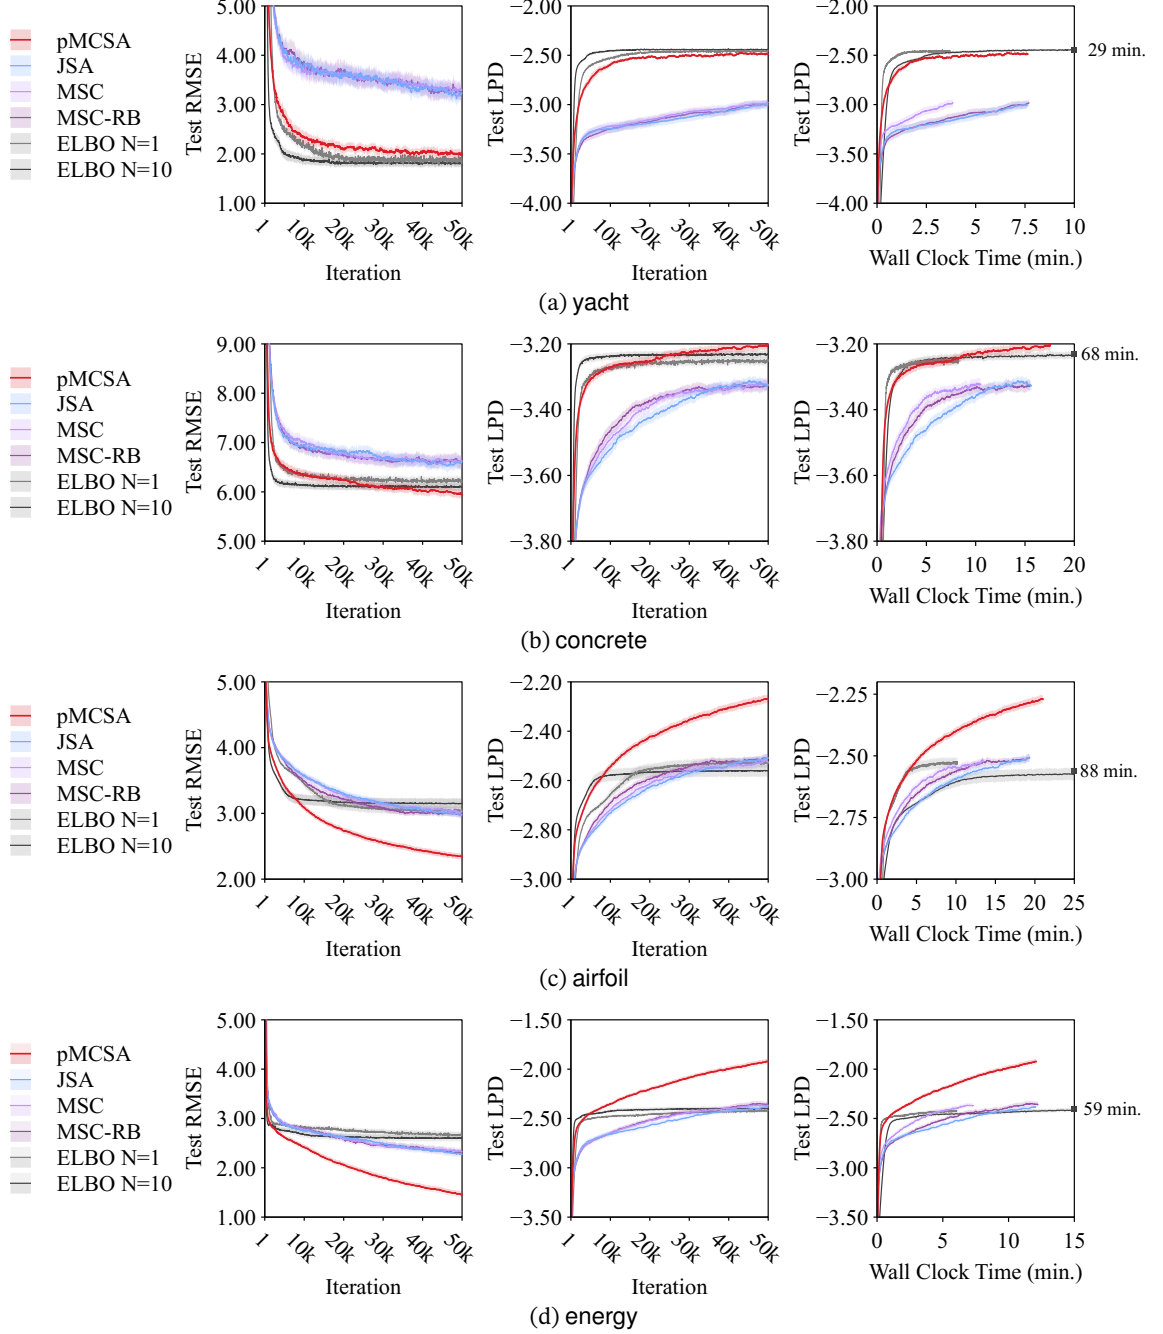 pMCSA
JSA
MSC
MSC-RB
ELBO N=1
ELBO N=10
Test RMSE
5.00
4.00
3.00
2.00
1.00
1
10k
20k
30k
40k
50k
Iteration
Test LPD
−2.00
−2.50
−3.00
−3.50
−4.00
1
10k
20k
30k
40k
50k
Iteration
Test LPD
−2.00
−2.50
−3.00
−3.50
−4.00
0
2.5
5
7.5
10
Wall Clock Time (min.)
29 min.
(a) yacht
pMCSA
JSA
MSC
MSC-RB
ELBO N=1
ELBO N=10
Test RMSE
9.00
8.00
7.00
6.00
5.00
1
10k
20k
30k
40k
50k
Iteration
Test LPD
−3.20
−3.40
−3.60
−3.80
1
10k
20k
30k
40k
50k
Iteration
Test LPD
−3.20
−3.40
−3.60
−3.80
0
5
10
15
20
Wall Clock Time (min.)
68 min.
(b) concrete
pMCSA
JSA
MSC
MSC-RB
ELBO N=1
ELBO N=10
Test RMSE
5.00
4.00
3.00
2.00
1
10k
20k
30k
40k
50k
Iteration
Test LPD
−2.20
−2.40
−2.60
−2.80
−3.00
1
10k
20k
30k
40k
50k
Iteration
Test LPD
−2.25
−2.50
−2.75
−3.00
0
5
10
15
20
25
Wall Clock Time (min.)
88 min.
(c) airfoil
pMCSA
JSA
MSC
MSC-RB
ELBO N=1
ELBO N=10
Test RMSE
5.00
4.00
3.00
2.00
1.00
1
10k
20k
30k
40k
50k
Iteration
Test LPD
−1.50
−2.00
−2.50
−3.00
−3.50
1
10k
20k
30k
40k
50k
Iteration
Test LPD
−1.50
−2.00
−2.50
−3.00
−3.50
0
5
10
15
Wall Clock Time (min.)
59 min.
(d) energy